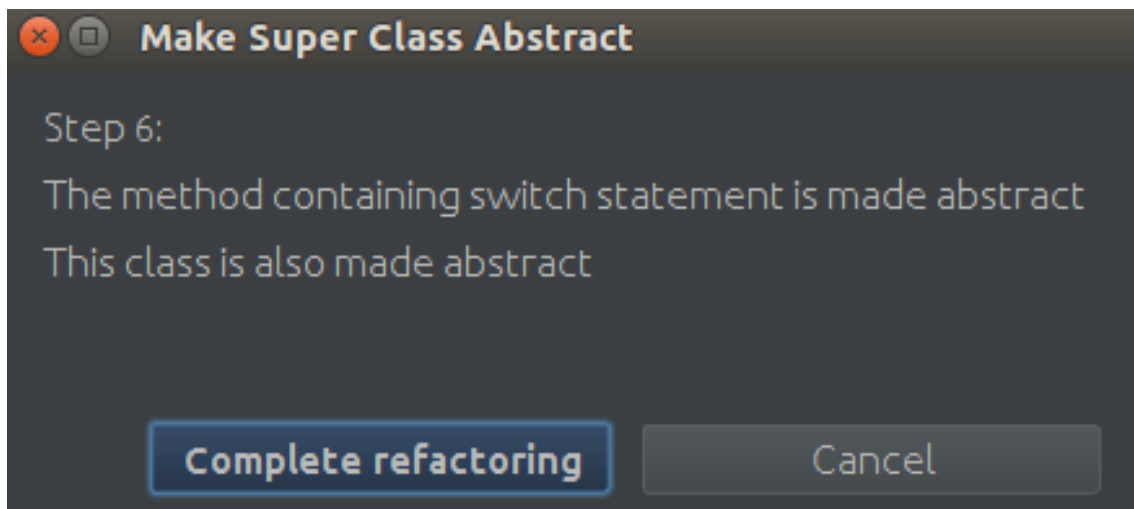 Make Super Class Abstract
Step 6:
The method containing switch statement is made abstract
This class is also made abstract
Complete refactoring
Cancel